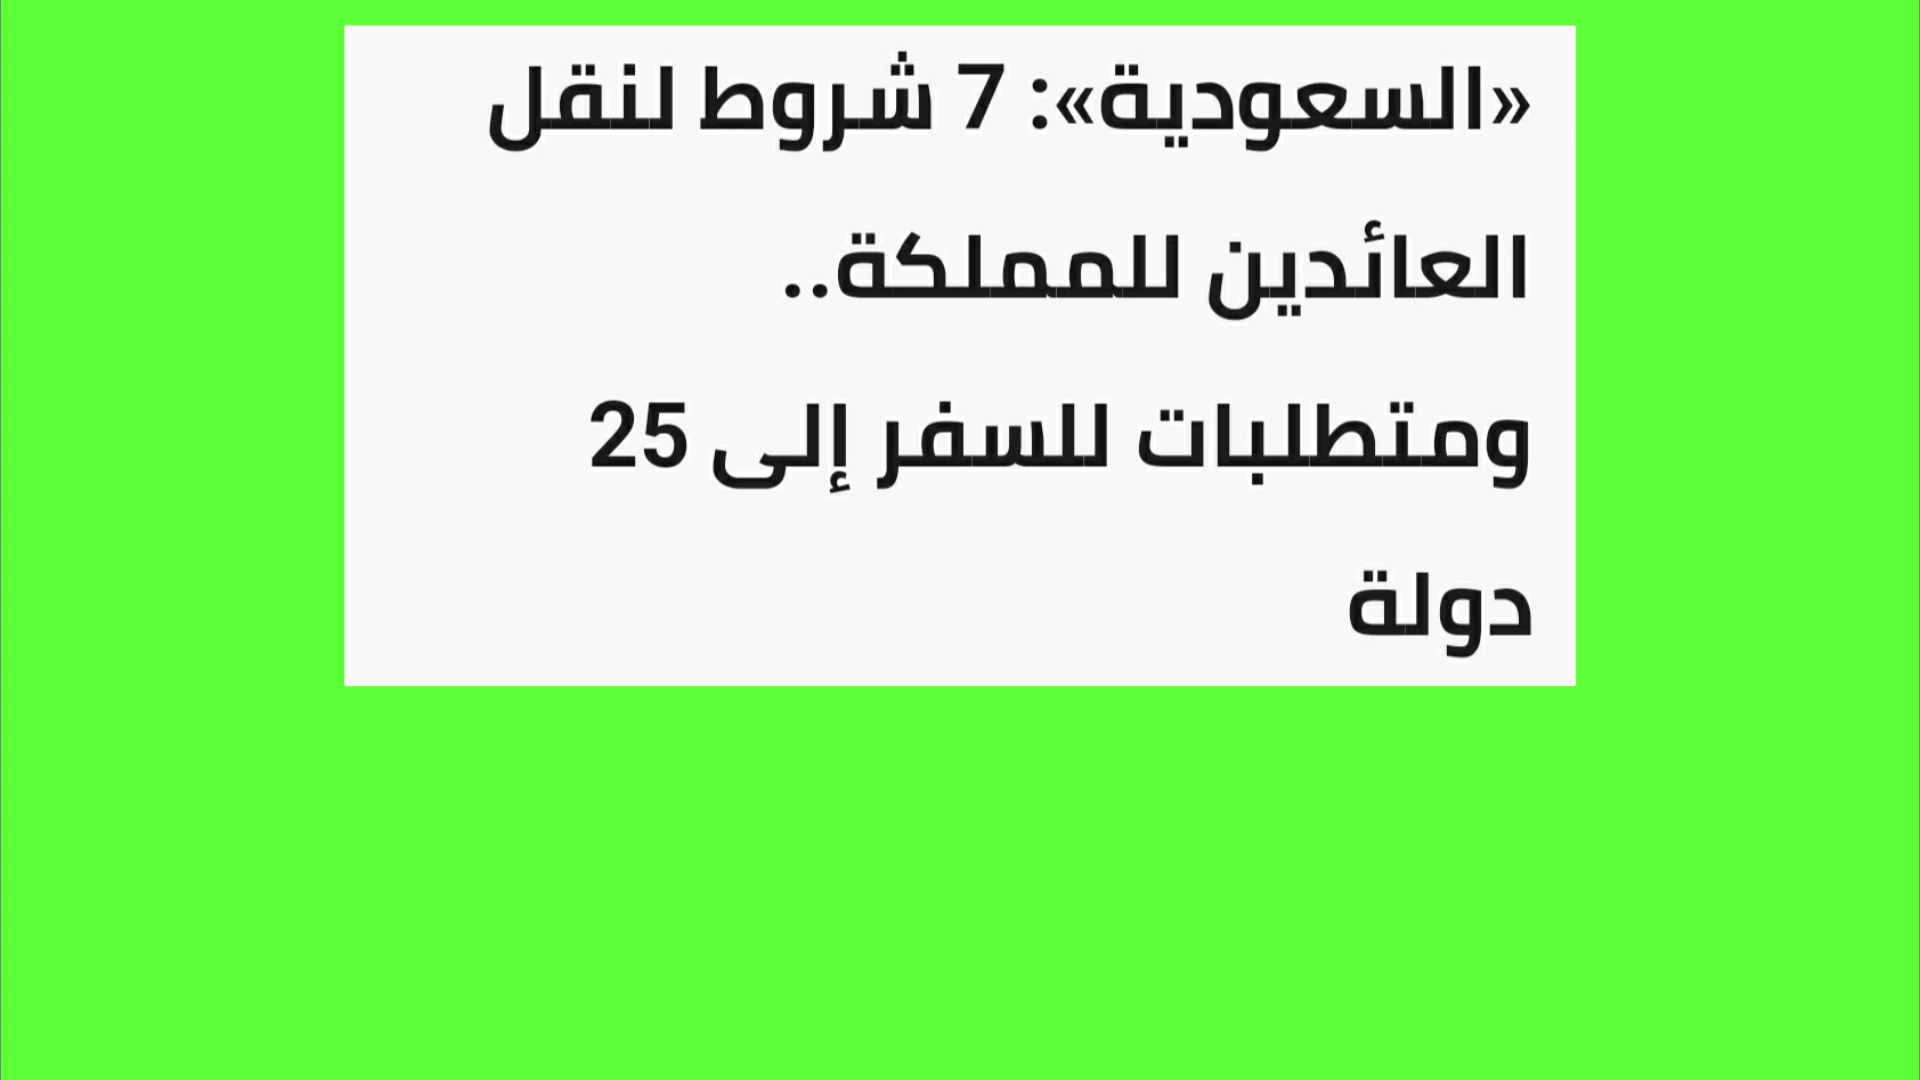 «السعودية»: 7 شروط لنقل
العائدين للمملكة..
ومتطلبات للسفر إلى 25
دولة